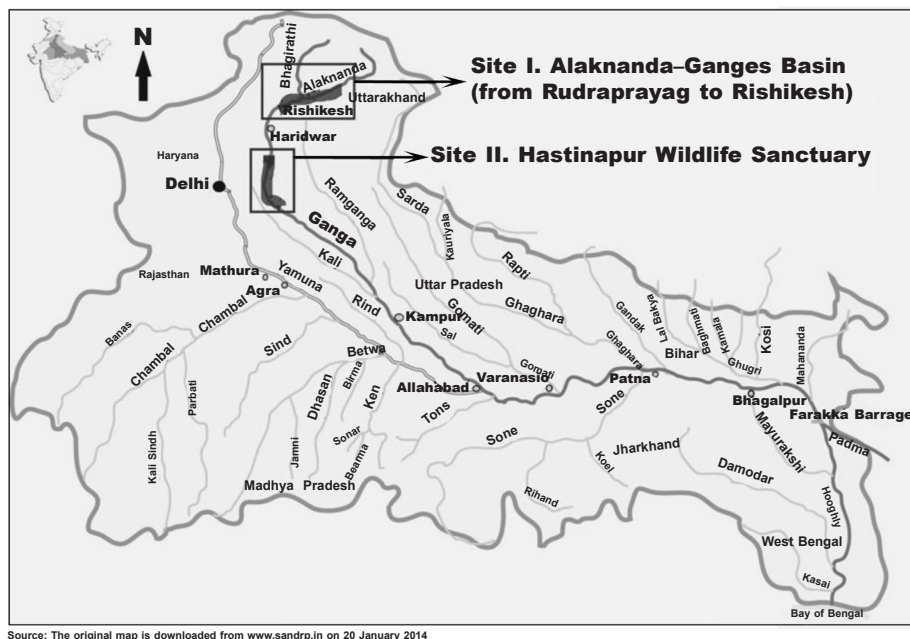 N
Bhagirathi
Alaknanda
Uttarakhand
Rishikesh
Site I. Alaknanda–Ganges Basin
(from Rudraprayag to Rishikesh)
Haridwar
Haryana
Site II. Hastinapur Wildlife Sanctuary
Delhi
Ramganga
Sarda
Kauriyala
Ganga
Rapti
Kali
Rajasthan
Mathura
Yamuna
Agra
Uttar Pradesh
Ghaghara
Chambal
Rind
Kampur
Gomati
Sai
Banas
Chambal
Sind
Betwa
Birma
Dhasan
Ken
Parbati
Allahabad
Varanasi
Gomati
Ghaghara
Gandak
Lal Bakya
Bihar
Baghmati
Kamala
Ghugri
Kosi
Mahananda
Patna
Bhagalpur
Farakka Barrage
Padma
Tons
Sone
Sone
Kali Sindh
Jamni
Sonar
Bearma
Madhya Pradesh
Koel
Rihand
Jharkhand
Mayurakshi
Damodar
Hooghly
West Bengal
Kasai
Bay of Bengal
Source: The original map is downloaded from www.sandrp.in on 20 January 2014